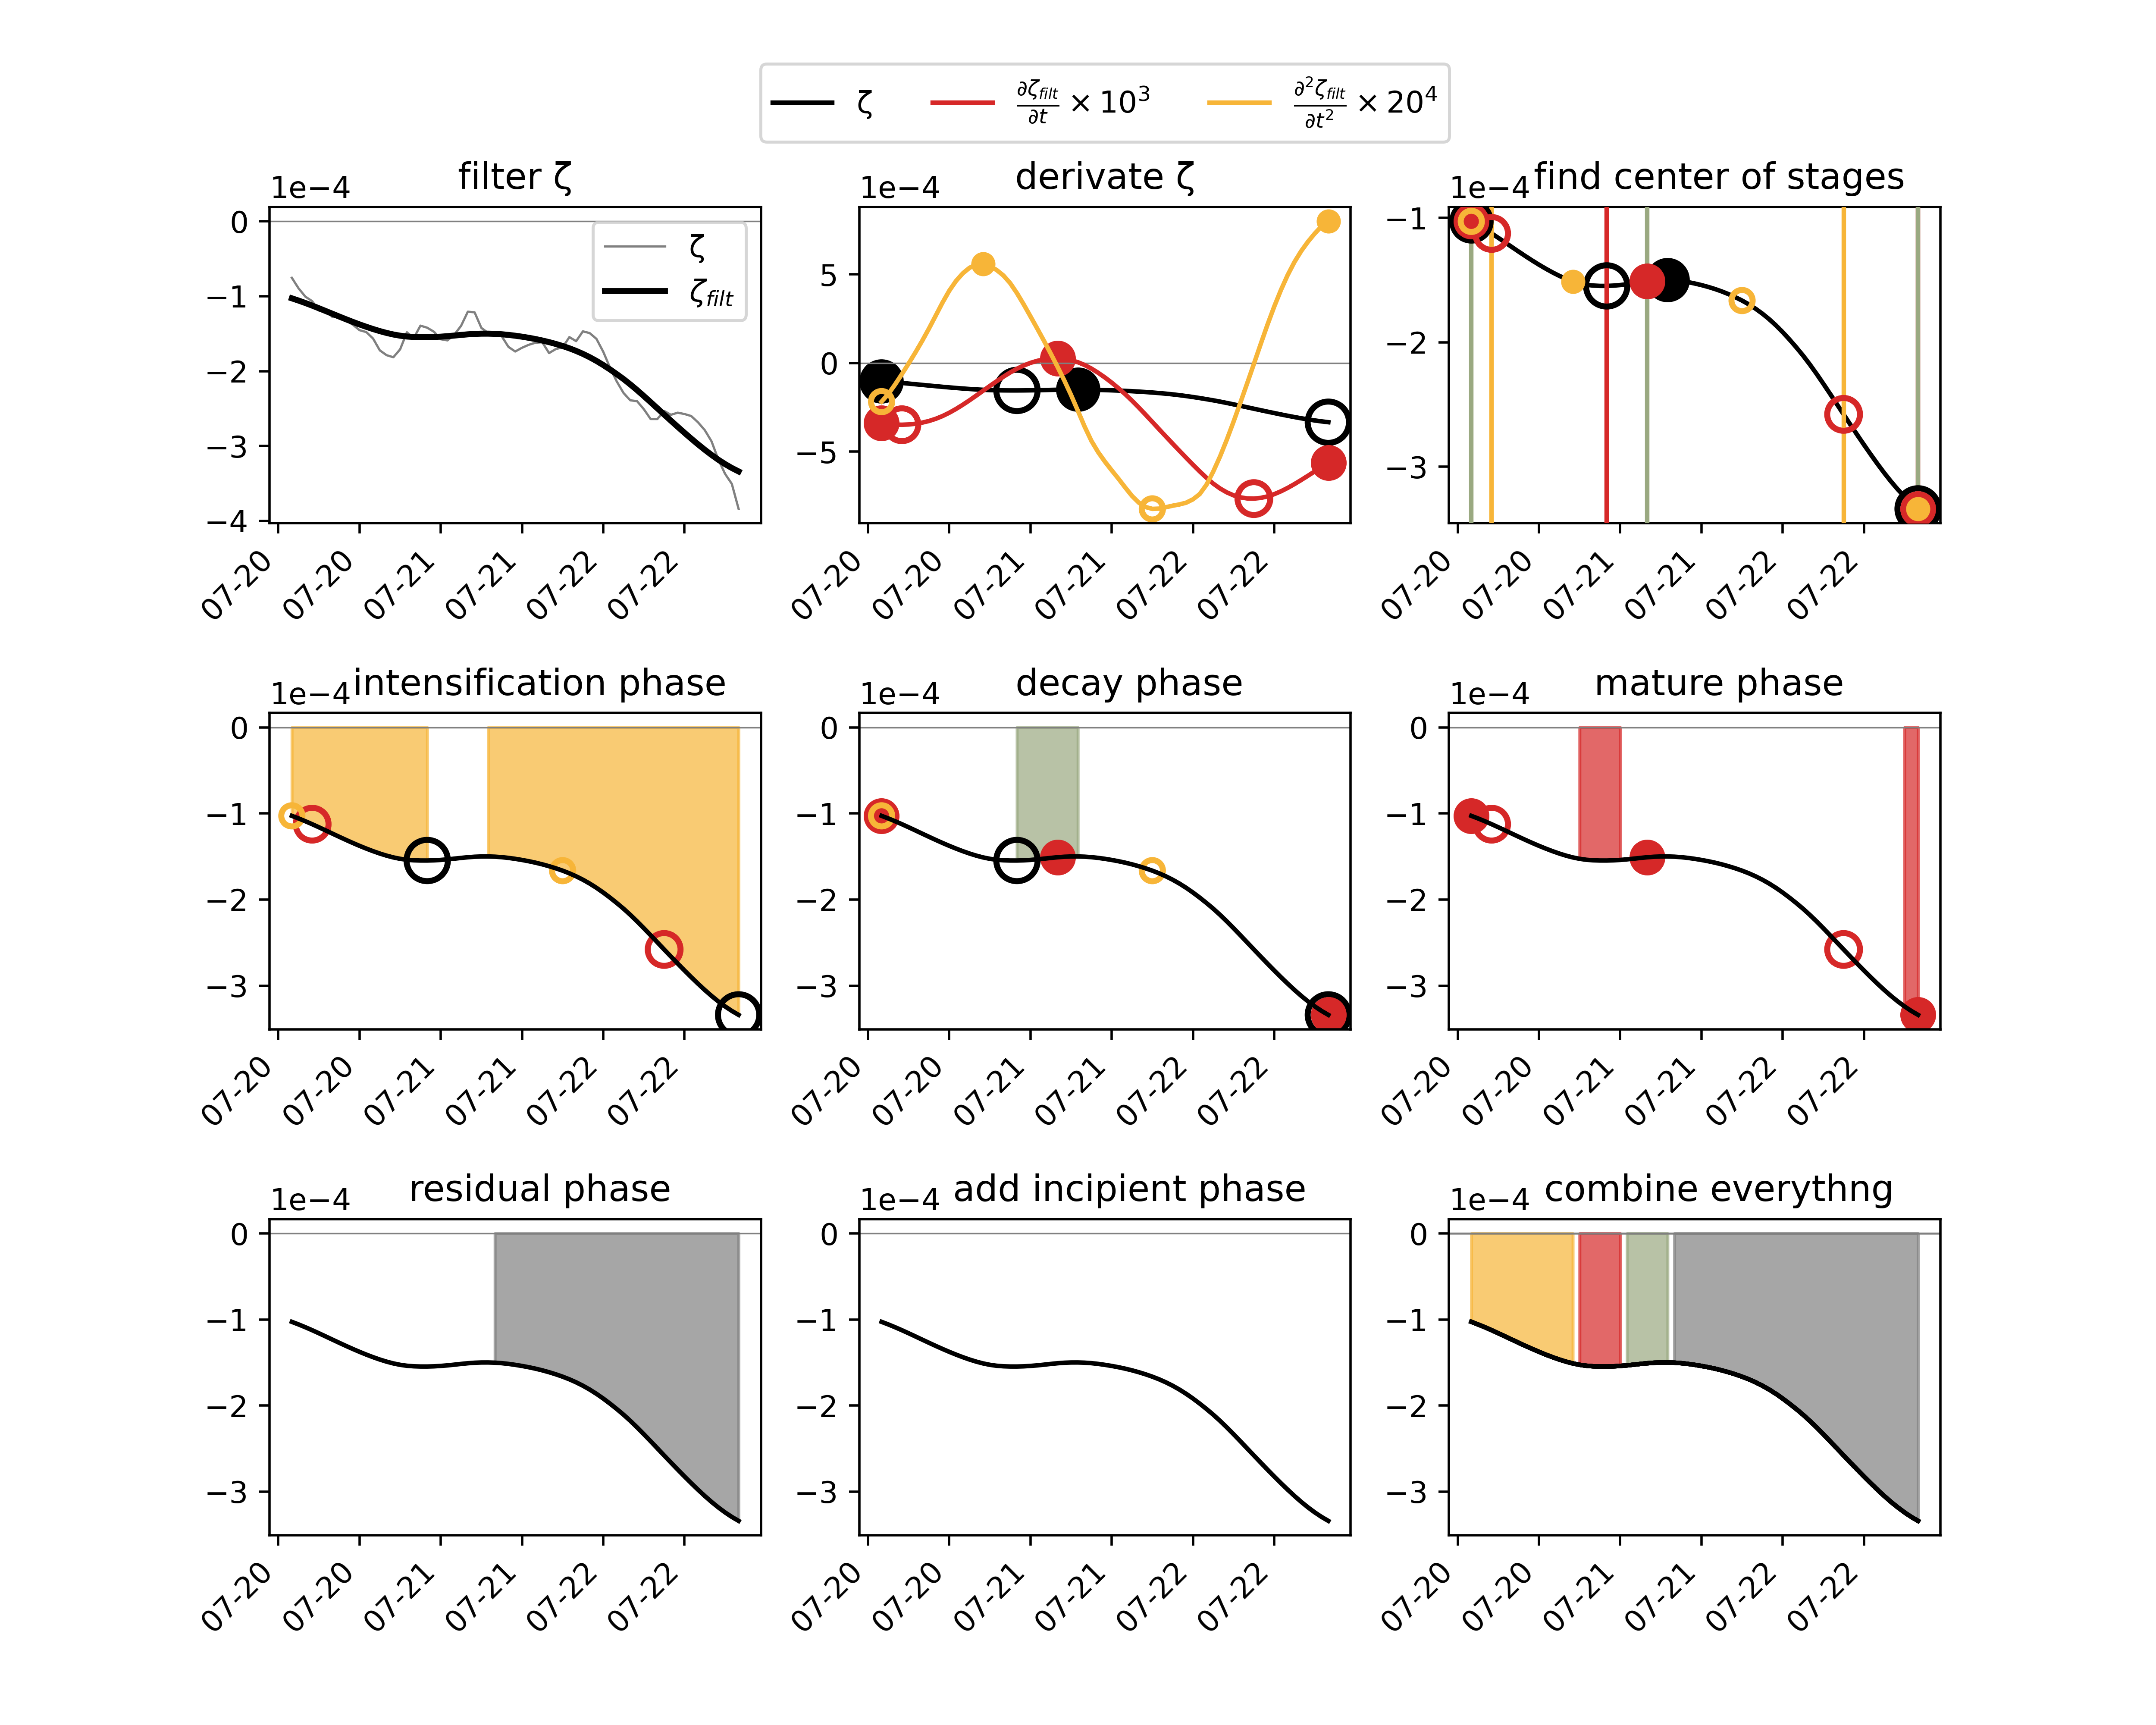 ζ ∂ζfilt/∂t × 10³ ∂²ζfilt/∂t² × 20⁴
filter ζ
1e−4
0
−1
−2
−3
−4
ζ
ζfilt
07-20 07-20 07-21 07-21 07-22 07-22
derivate ζ
1e−4
5
0
−5
07-20 07-20 07-21 07-21 07-22 07-22
find center of stages
1e−4
−1
−2
−3
07-20 07-20 07-21 07-21 07-22 07-22
intensification phase
1e−4
0
−1
−2
−3
07-20 07-20 07-21 07-21 07-22 07-22
decay phase
1e−4
0
−1
−2
−3
07-20 07-20 07-21 07-21 07-22 07-22
mature phase
1e−4
0
−1
−2
−3
07-20 07-20 07-21 07-21 07-22 07-22
residual phase
1e−4
0
−1
−2
−3
07-20 07-20 07-21 07-21 07-22 07-22
add incipient phase
1e−4
0
−1
−2
−3
07-20 07-20 07-21 07-21 07-22 07-22
combine everythng
1e−4
0
−1
−2
−3
07-20 07-20 07-21 07-21 07-22 07-22